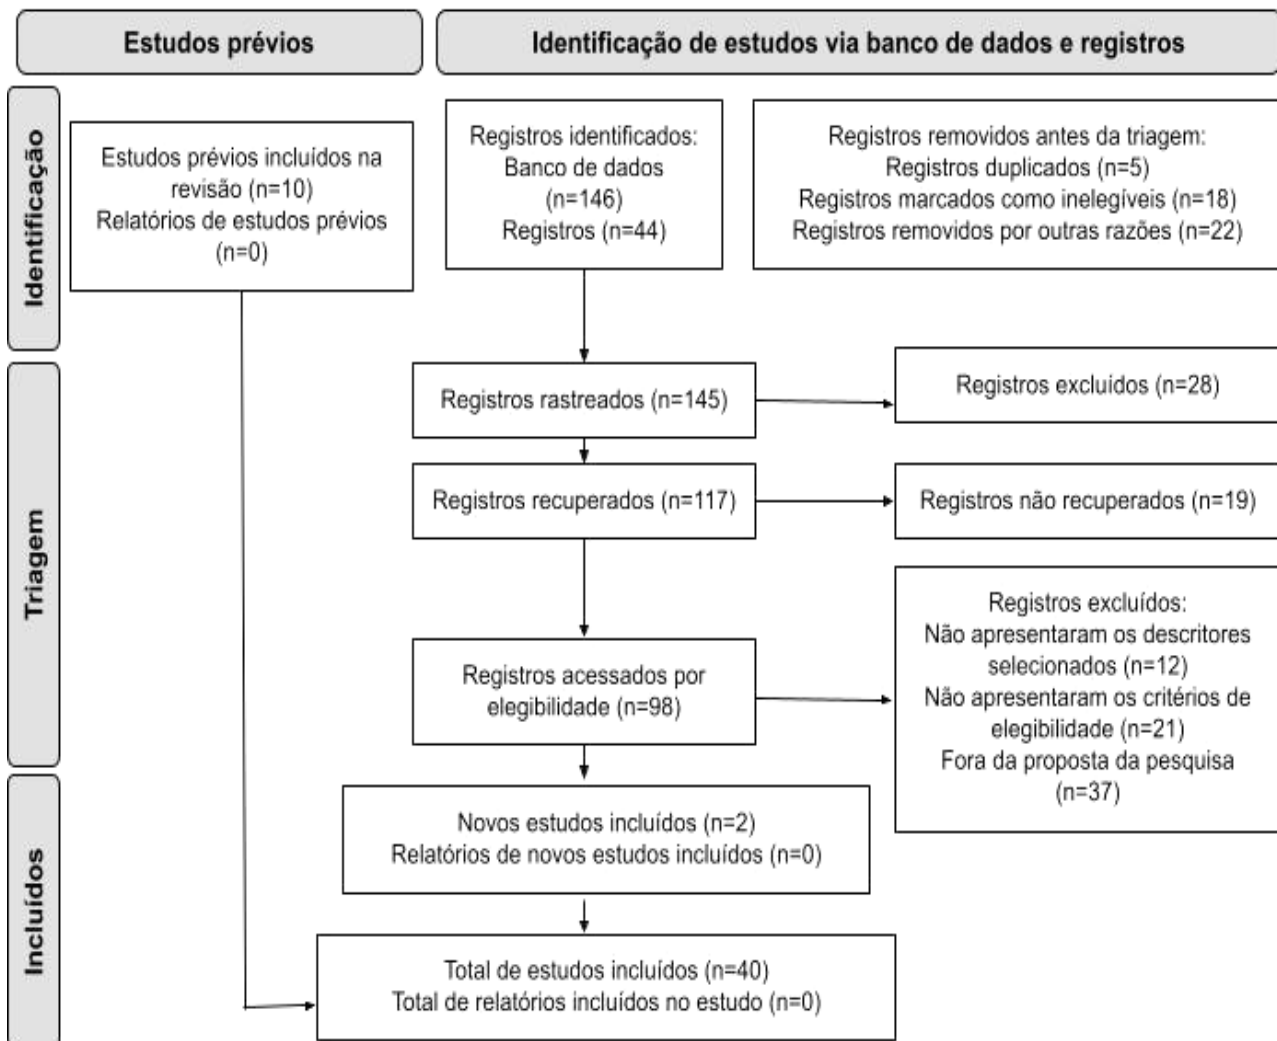 Estudos prévios
Identificação de estudos via banco de dados e registros
Identificação
Estudos prévios incluídos na
revisão (n=10)
Relatórios de estudos prévios
(n=0)
Registros identificados:
Banco de dados
(n=146)
Registros (n=44)
Registros removidos antes da triagem:
Registros duplicados (n=5)
Registros marcados como inelegíveis (n=18)
Registros removidos por outras razões (n=22)
Triagem
Registros rastreados (n=145)
Registros excluídos (n=28)
Registros recuperados (n=117)
Registros não recuperados (n=19)
Registros acessados por
elegibilidade (n=98)
Registros excluídos:
Não apresentaram os descritores
selecionados (n=12)
Não apresentaram os critérios de
elegibilidade (n=21)
Fora da proposta da pesquisa
(n=37)
Incluídos
Novos estudos incluídos (n=2)
Relatórios de novos estudos incluídos (n=0)
Total de estudos incluídos (n=40)
Total de relatórios incluídos no estudo (n=0)